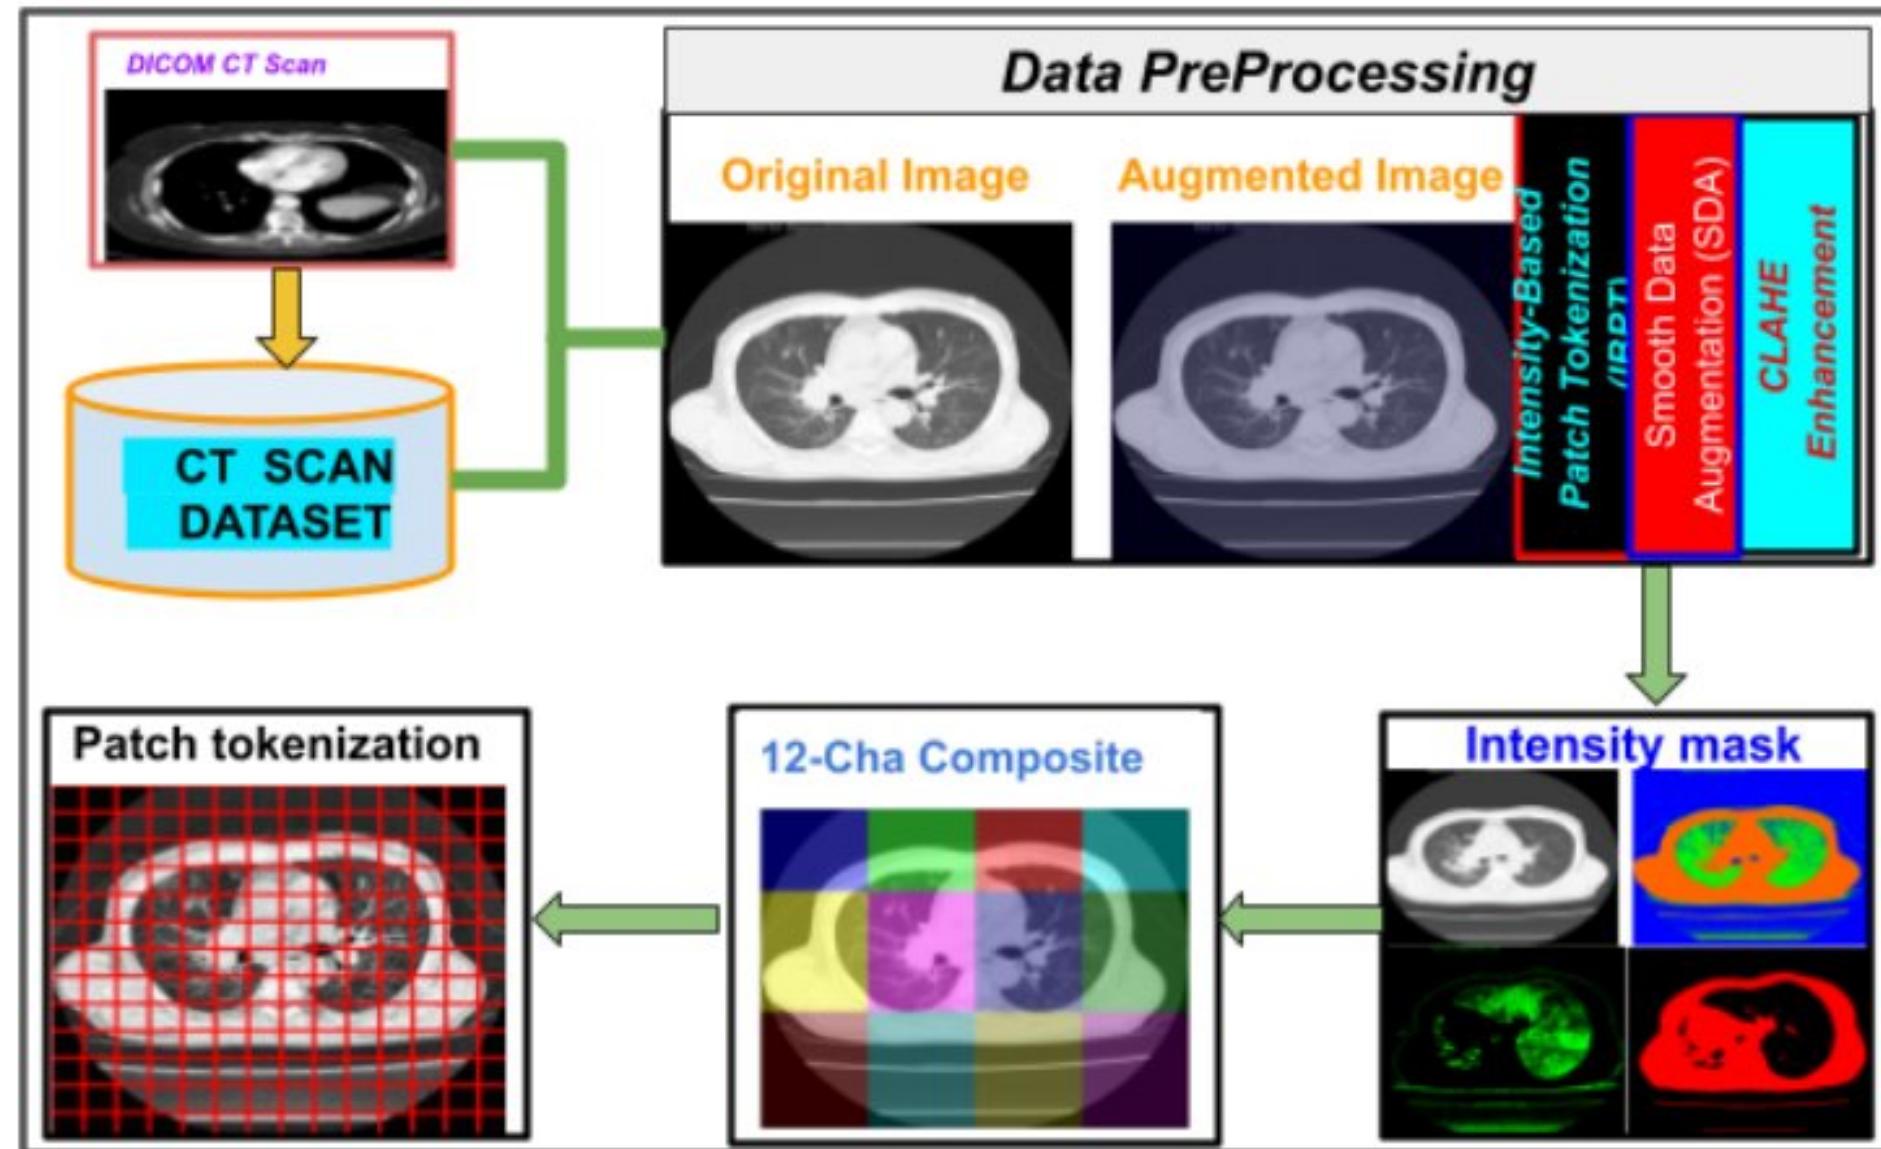 DICOM CT Scan
CT SCAN
DATASET
Data PreProcessing
Original Image
Augmented Image
Intensity-Based
Patch Tokenization
(IBPT)
Smooth Data
Augmentation (SDA)
CLAHE
Enhancement
Intensity mask
12-Cha Composite
Patch tokenization